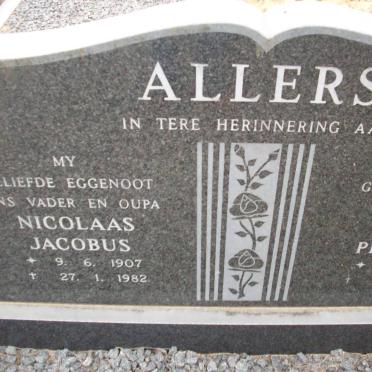 ALLERS
IN TERE HERINNERING AA
MY
LIEFDE EGGENOOT
NS VADER EN OUPA
NICOLAAS
JACOBUS
9. 6. 1907
† 27. 1. 1982
G
P